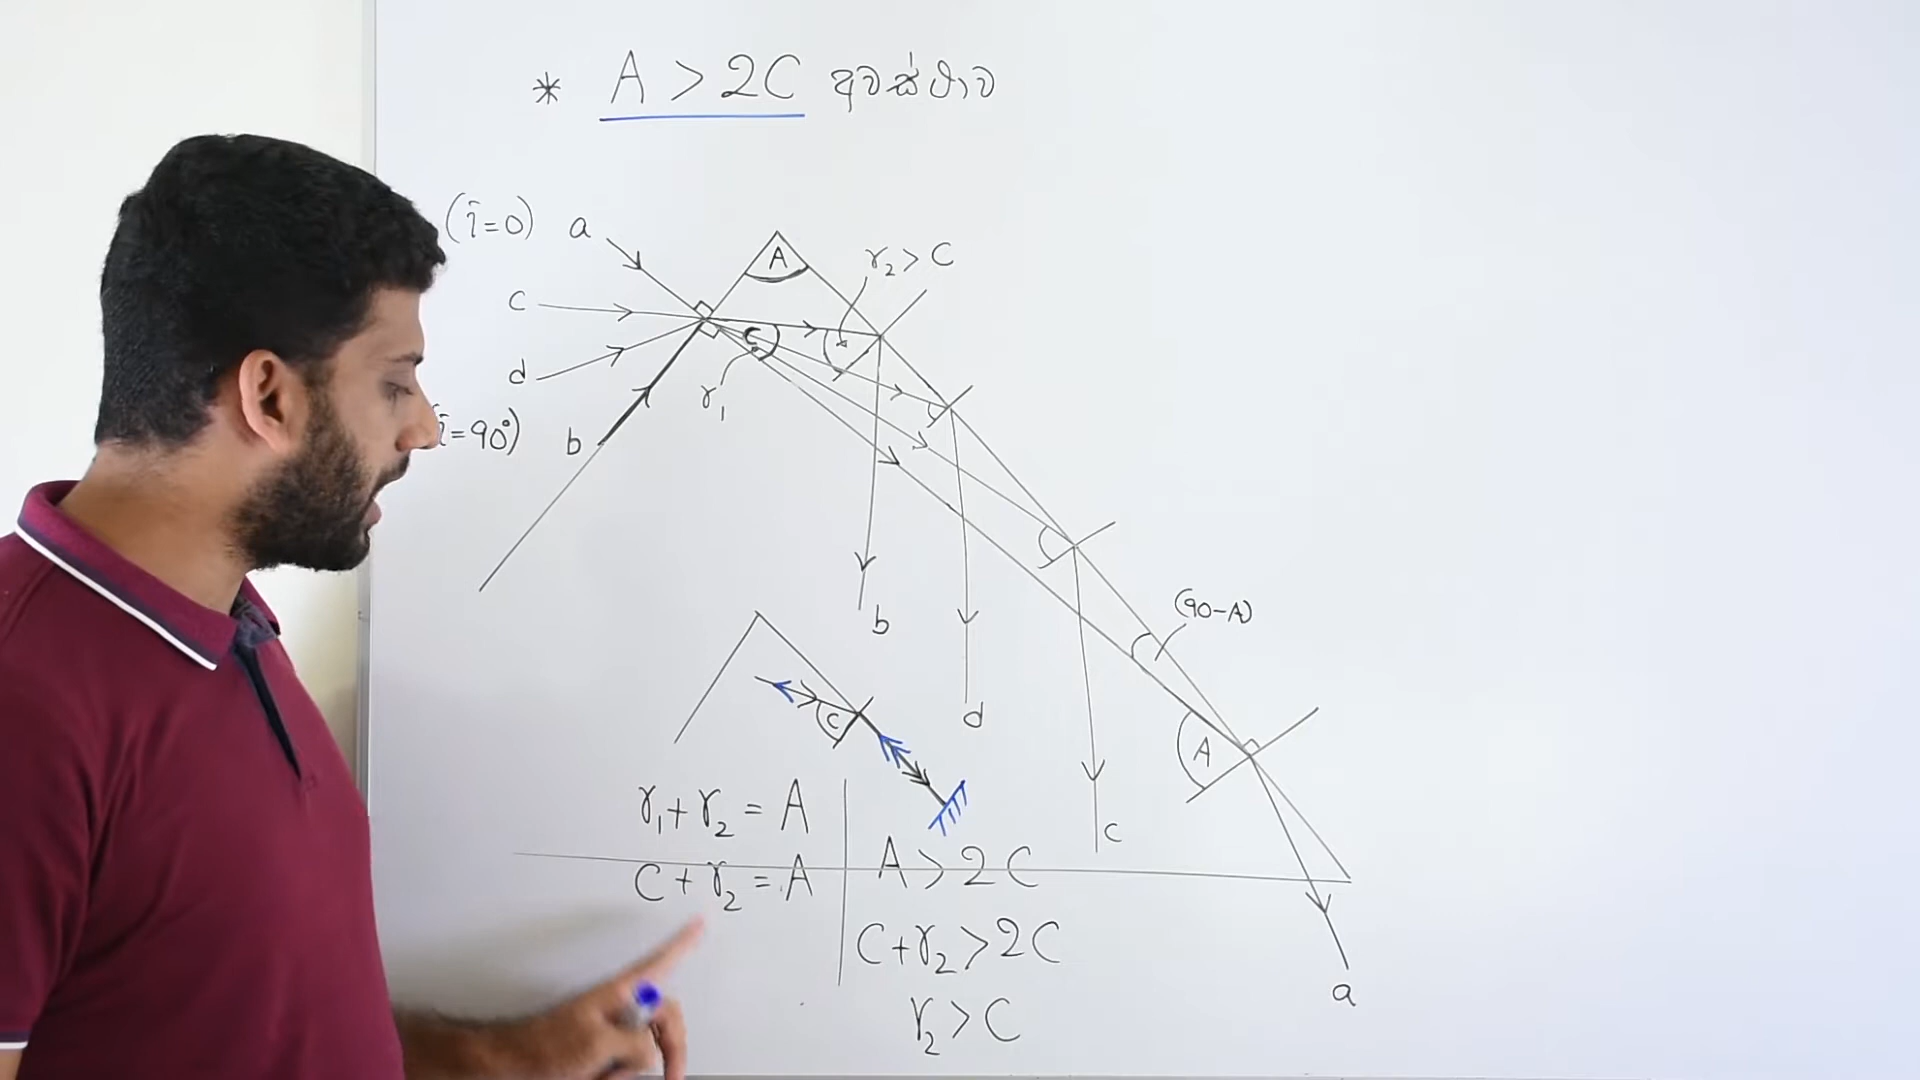 * A > 2C අවස්ථාව
(i=0) a
c
d
(i=90°) b
A
r₂ > C
C
r₁
b
d
c
(90-A)
A
a
C
r₁ + r₂ = A
C + r₂ = A
A > 2C
C + r₂ > 2C
r₂ > C